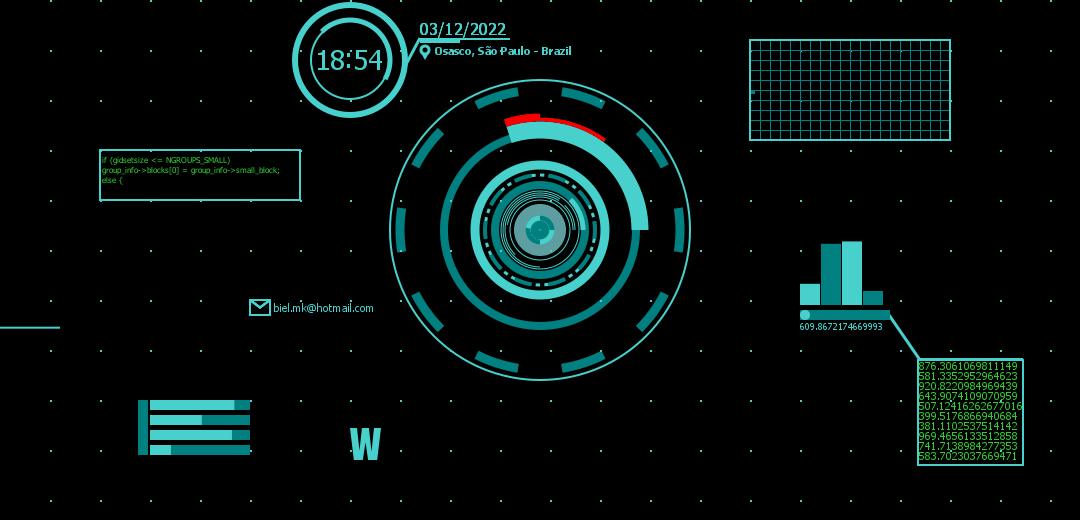 03/12/2022
18:54
Osasco, São Paulo - Brazil
if (gidsetsize <= NGROUPS_SMALL)
group_info->blocks[0] = group_info->small_block;
else {
biel.mk@hotmail.com
609.8672174669993
876.3061069811149
581.3352952964623
920.8220984969439
643.9074109070959
507.12416262677016
399.5176866940684
381.1102537514142
969.4656133512858
741.7138984277353
583.7023037669471
W